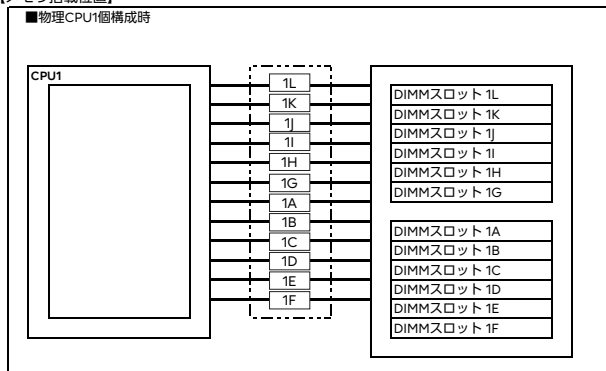 ■物理CPU1個構成時
CPU1
1L
1K
1J
1I
1H
1G
1A
1B
1C
1D
1E
1F
DIMMスロット 1L
DIMMスロット 1K
DIMMスロット 1J
DIMMスロット 1I
DIMMスロット 1H
DIMMスロット 1G
DIMMスロット 1A
DIMMスロット 1B
DIMMスロット 1C
DIMMスロット 1D
DIMMスロット 1E
DIMMスロット 1F